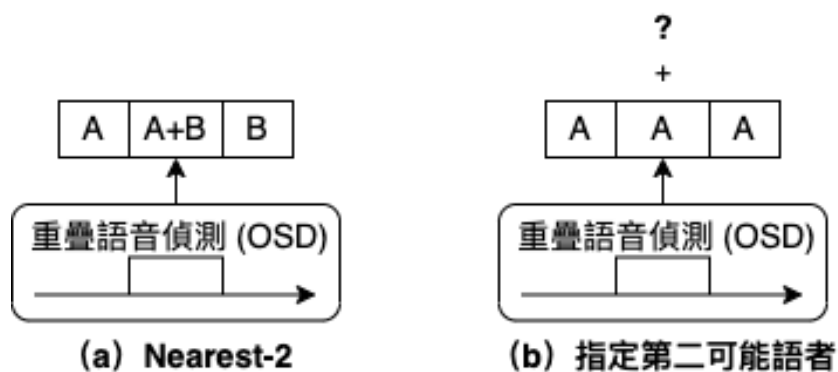 A A+B B
重疊語音偵測 (OSD)
(a) Nearest-2
?
+
A A A
重疊語音偵測 (OSD)
(b) 指定第二可能語者